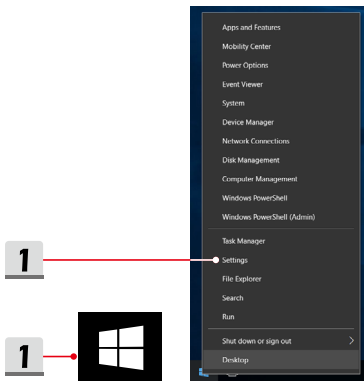 Apps and Features
Mobility Center
Power Options
Event Viewer
System
Device Manager
Network Connections
Disk Management
Computer Management
Windows PowerShell
Windows PowerShell (Admin)
Task Manager
1 Settings
File Explorer
Search
Run
Shut down or sign out
1
Desktop